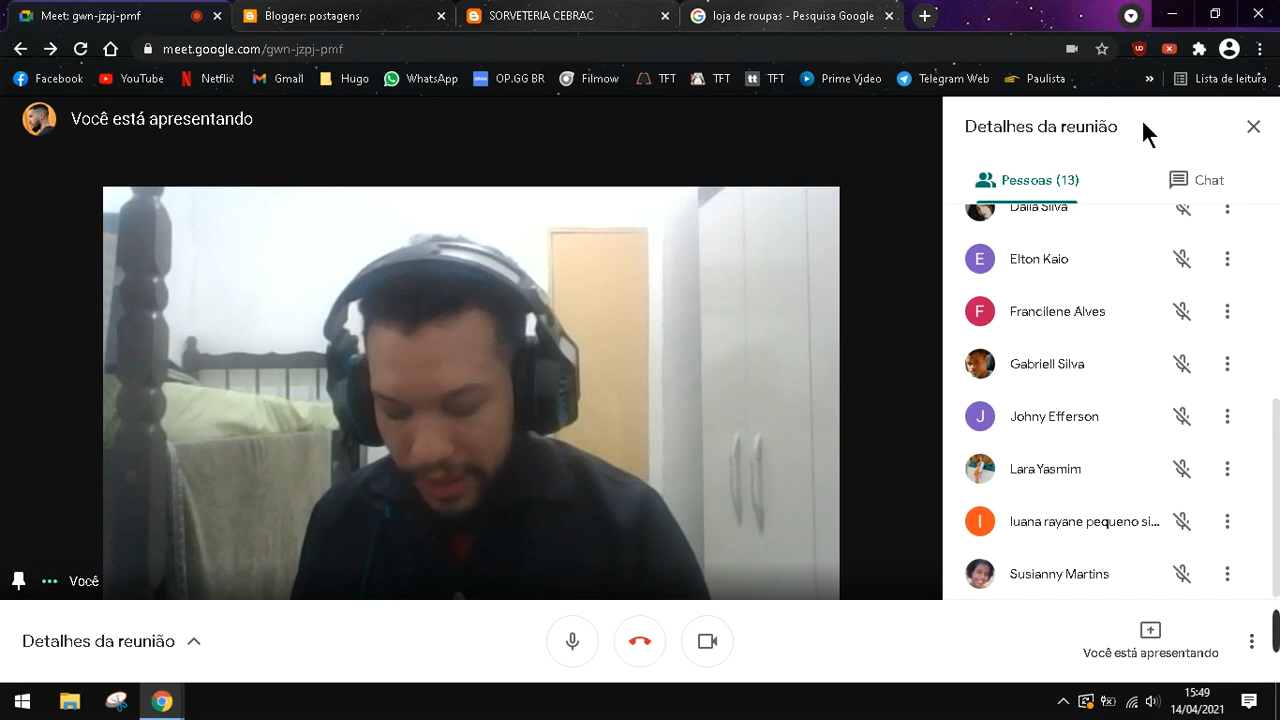 Meet: gwn-jzpj-pmf
Blogger: postagens
SORVETERIA CEBRAC
loja de roupas - Pesquisa Google
meet.google.com/gwn-jzpj-pmf
Facebook
YouTube
Netflix
Gmail
Hugo
WhatsApp
OP.GG BR
Filmow
TFT
TFT
TFT
Prime Video
Telegram Web
Paulista
»
Lista de leitura
Você está apresentando
Detalhes da reunião
Pessoas (13)
Chat
Dalia Silva
E
Elton Kaio
F
Francilene Alves
Gabriell Silva
J
Johny Efferson
Lara Yasmim
l
luana rayane pequeno si...
Susianny Martins
Você
Detalhes da reunião
Você está apresentando
15:49
14/04/2021